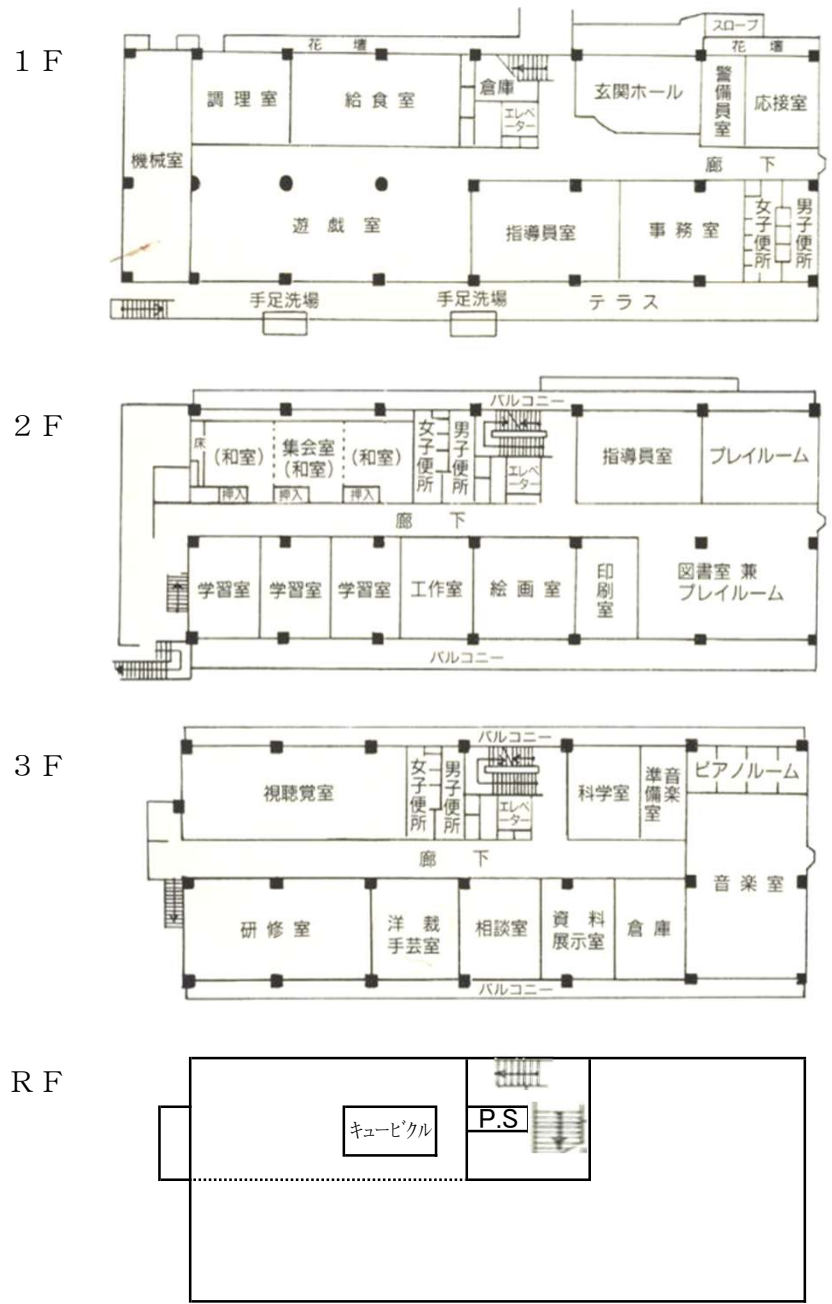 １Ｆ
スロープ
花壇
花壇
調理室
給食室
倉庫
エレベーター
玄関ホール
警備員室
応接室
機械室
廊下
遊戯室
指導員室
事務室
女子便所
男子便所
手足洗場
手足洗場
テラス
２Ｆ
バルコニー
床
(和室)
集会室
(和室)
(和室)
押入
押入
押入
女子便所
男子便所
エレベーター
指導員室
プレイルーム
廊下
学習室
学習室
学習室
工作室
絵画室
印刷室
図書室 兼
プレイルーム
バルコニー
３Ｆ
バルコニー
視聴覚室
女子便所
男子便所
エレベーター
科学室
音楽
準備室
ピアノルーム
廊下
音楽室
研修室
洋裁
手芸室
相談室
資料
展示室
倉庫
バルコニー
ＲＦ
キュービクル
P.S